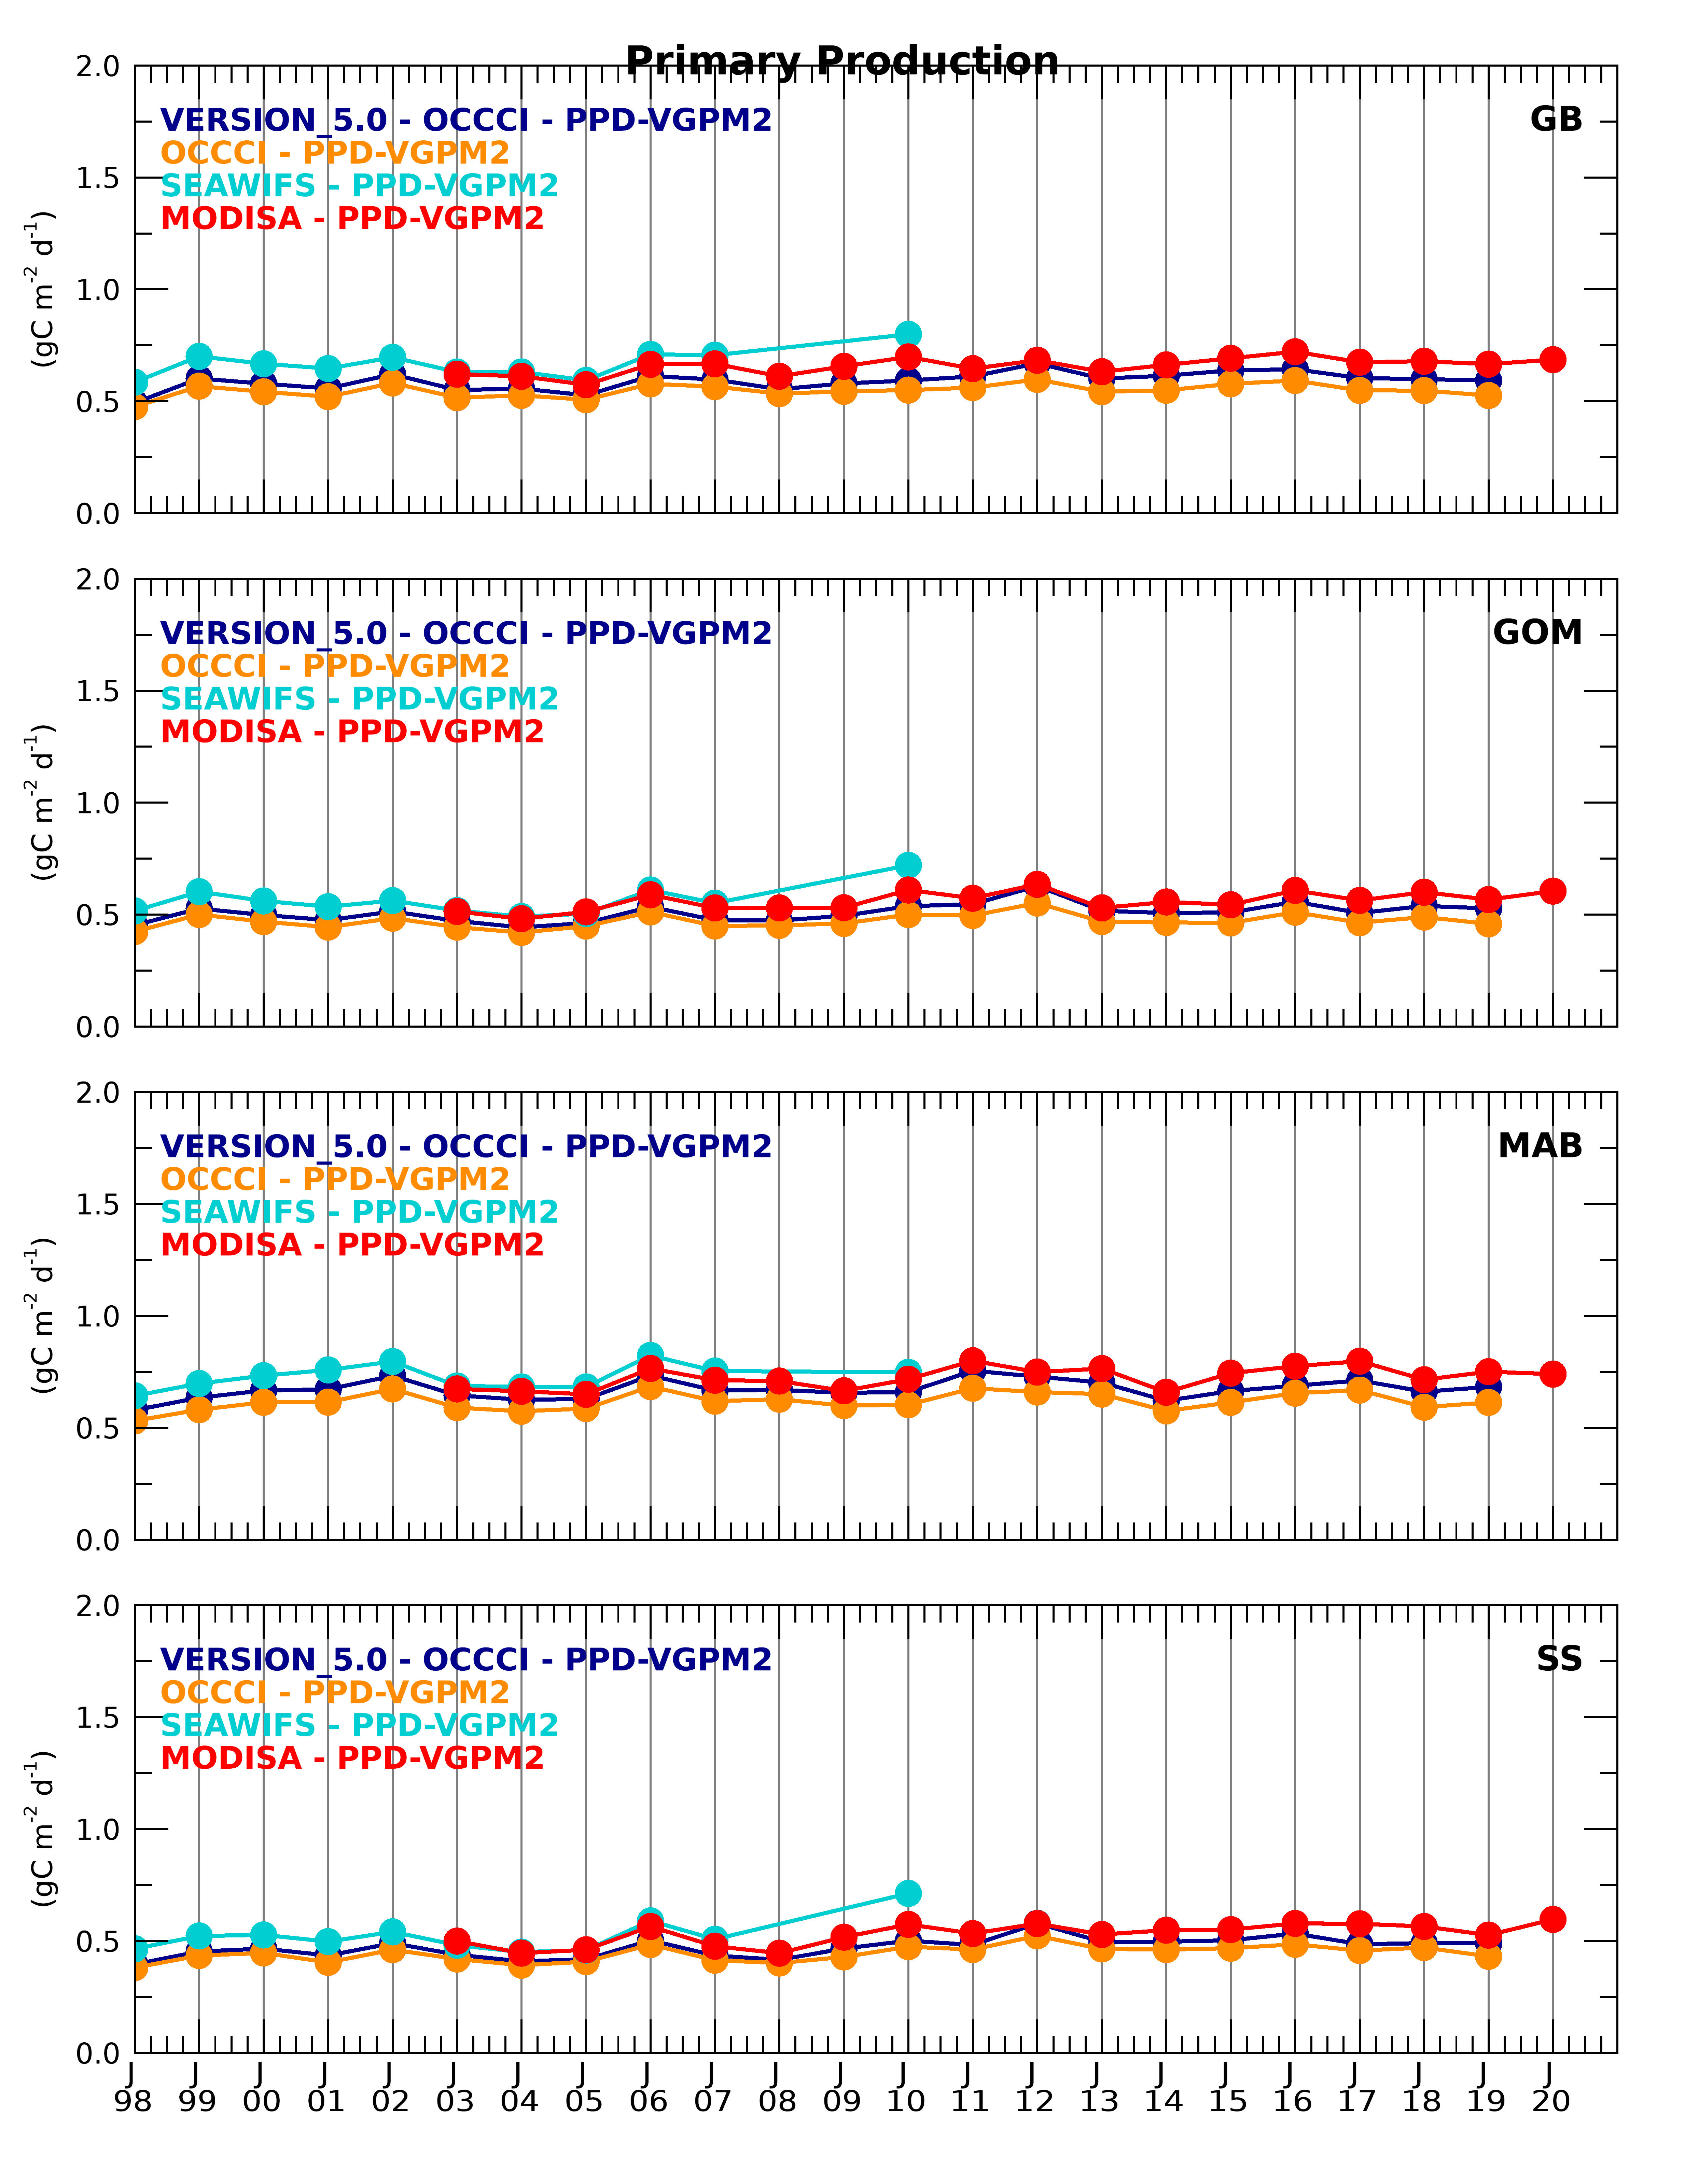 Primary Production
2.0
VERSION_5.0 - OCCCI - PPD-VGPM2
GB
OCCCI - PPD-VGPM2
1.5
SEAWIFS - PPD-VGPM2
MODISA - PPD-VGPM2
(gC m-2 d-1)
1.0
0.5
0.0
2.0
VERSION_5.0 - OCCCI - PPD-VGPM2
GOM
OCCCI - PPD-VGPM2
1.5
SEAWIFS - PPD-VGPM2
MODISA - PPD-VGPM2
(gC m-2 d-1)
1.0
0.5
0.0
2.0
VERSION_5.0 - OCCCI - PPD-VGPM2
MAB
OCCCI - PPD-VGPM2
1.5
SEAWIFS - PPD-VGPM2
MODISA - PPD-VGPM2
(gC m-2 d-1)
1.0
0.5
0.0
2.0
VERSION_5.0 - OCCCI - PPD-VGPM2
SS
OCCCI - PPD-VGPM2
1.5
SEAWIFS - PPD-VGPM2
MODISA - PPD-VGPM2
(gC m-2 d-1)
1.0
0.5
0.0
J J J J J J J J J J J J J J J J J J J J J J J
98 99 00 01 02 03 04 05 06 07 08 09 10 11 12 13 14 15 16 17 18 19 20